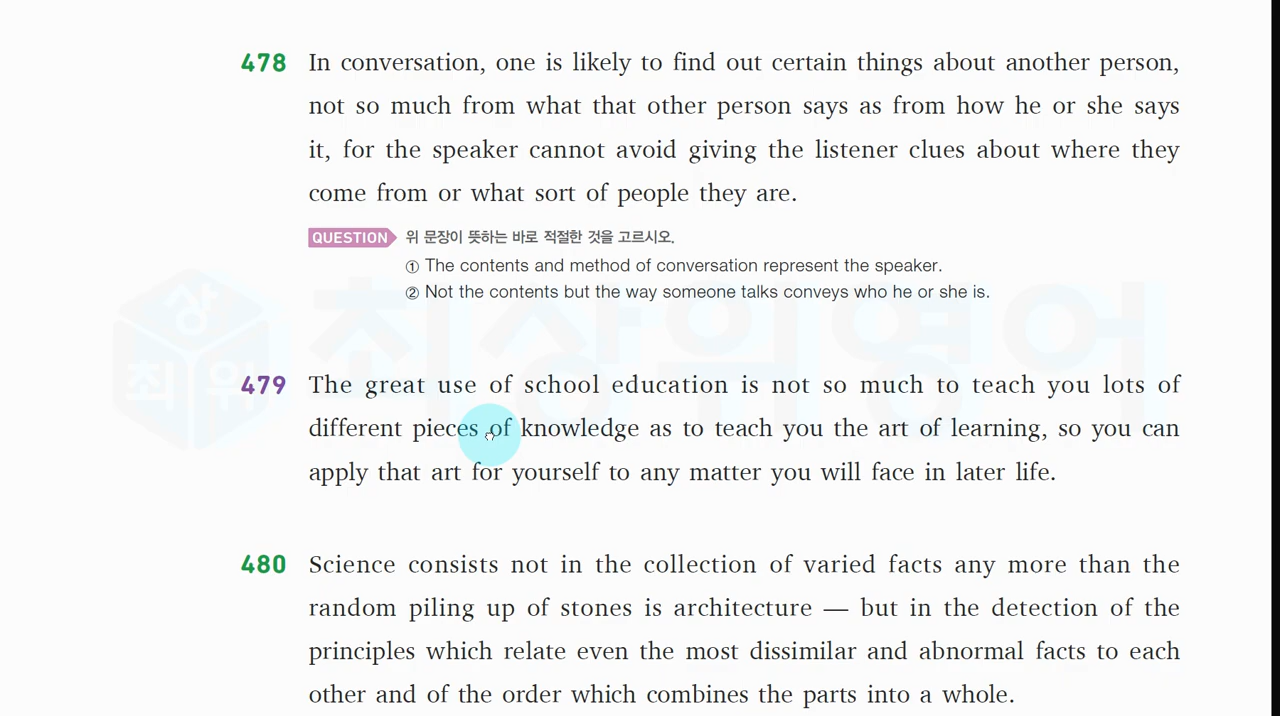 478 In conversation, one is likely to find out certain things about another person,
not so much from what that other person says as from how he or she says
it, for the speaker cannot avoid giving the listener clues about where they
come from or what sort of people they are.
QUESTION 위 문장이 뜻하는 바로 적절한 것을 고르시오.
① The contents and method of conversation represent the speaker.
② Not the contents but the way someone talks conveys who he or she is.
상
최 위
최상위영어
479 The great use of school education is not so much to teach you lots of
different pieces of knowledge as to teach you the art of learning, so you can
apply that art for yourself to any matter you will face in later life.
480 Science consists not in the collection of varied facts any more than the
random piling up of stones is architecture — but in the detection of the
principles which relate even the most dissimilar and abnormal facts to each
other and of the order which combines the parts into a whole.